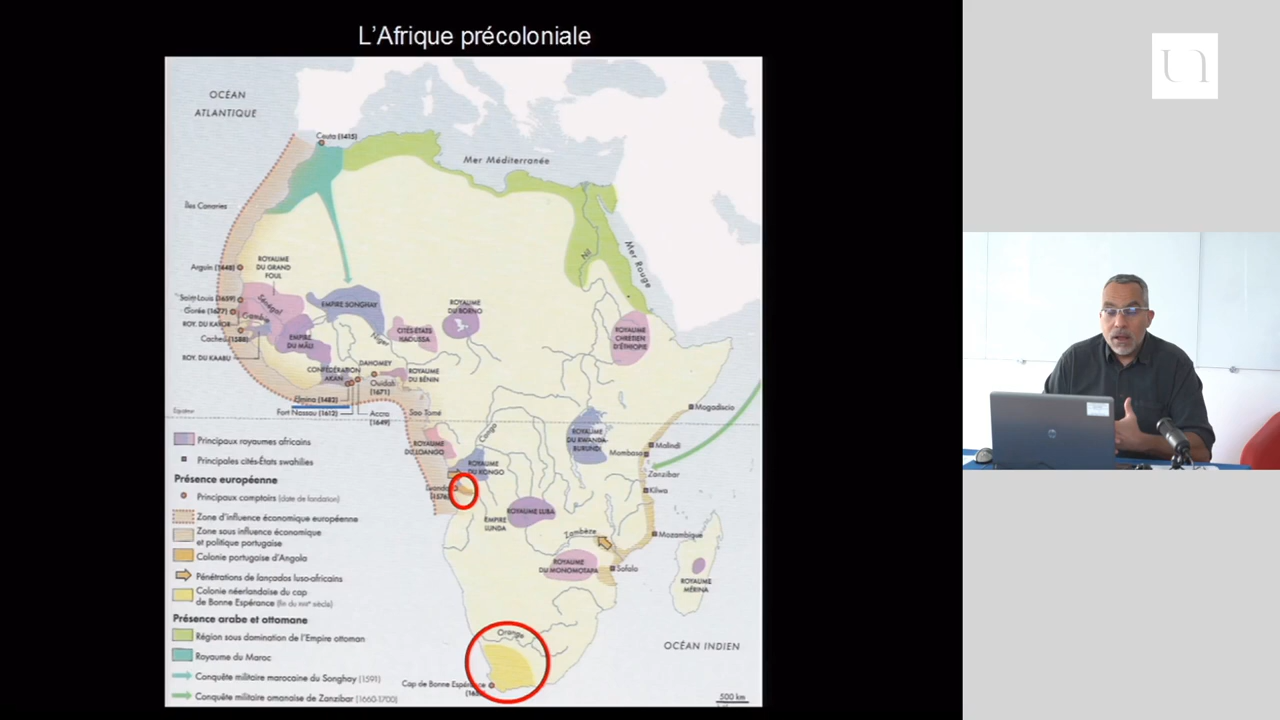 L'Afrique précoloniale
OCÉAN
ATLANTIQUE
Ceuta (1415)
Mer Méditerranée
Îles Canaries
Nil
Mer Rouge
Arguin (1448)
ROYAUME
DU GRAND
FOUL
Saint-Louis (1659)
Sénégal
Gorée (1677)
Gambie
ROY. DU KAYOR
Cacheu (1588)
ROY. DU KAABU
EMPIRE
DU MÂLI
EMPIRE SONGHAY
Niger
CITÉS-ÉTATS
HAOUSSA
ROYAUME
DU BORNO
ROYAUME
CHRÉTIEN
D'ÉTHIOPIE
CONFÉDÉRATION
AKAN
DAHOMEY
Ouidah
(1671)
ROYAUME
DU BÉNIN
Elmina (1482)
Fort Nassau (1612)
Accra
(1649)
Sao Tomé
Équateur
Mogadiscio
ROYAUME
DU LOANGO
Congo
ROYAUME
DU KONGO
ROYAUME
DU RWANDA-
BURUNDI
Malindi
Mombasa
Zanzibar
Kilwa
EMPIRE
LUNDA
ROYAUME LUBA
Zambèze
Mozambique
ROYAUME
DU MONOMOTAPA
Sofala
ROYAUME
MÉRINA
Orange
Cap de Bonne Espérance
OCÉAN INDIEN
500 km
Principaux royaumes africains
Principales cités-États swahilies
Présence européenne
Principaux comptoirs (date de fondation)
Zone d'influence économique européenne
Zone sous influence économique
et politique portugaise
Colonie portugaise d'Angola
Pénétrations de lançados luso-africains
Colonie néerlandaise du cap
de Bonne Espérance
Présence arabe et ottomane
Région sous domination de l'Empire ottoman
Royaume du Maroc
Conquête militaire marocaine du Songhay (1591)
Conquête militaire omanaise de Zanzibar (1660-1700)
hp